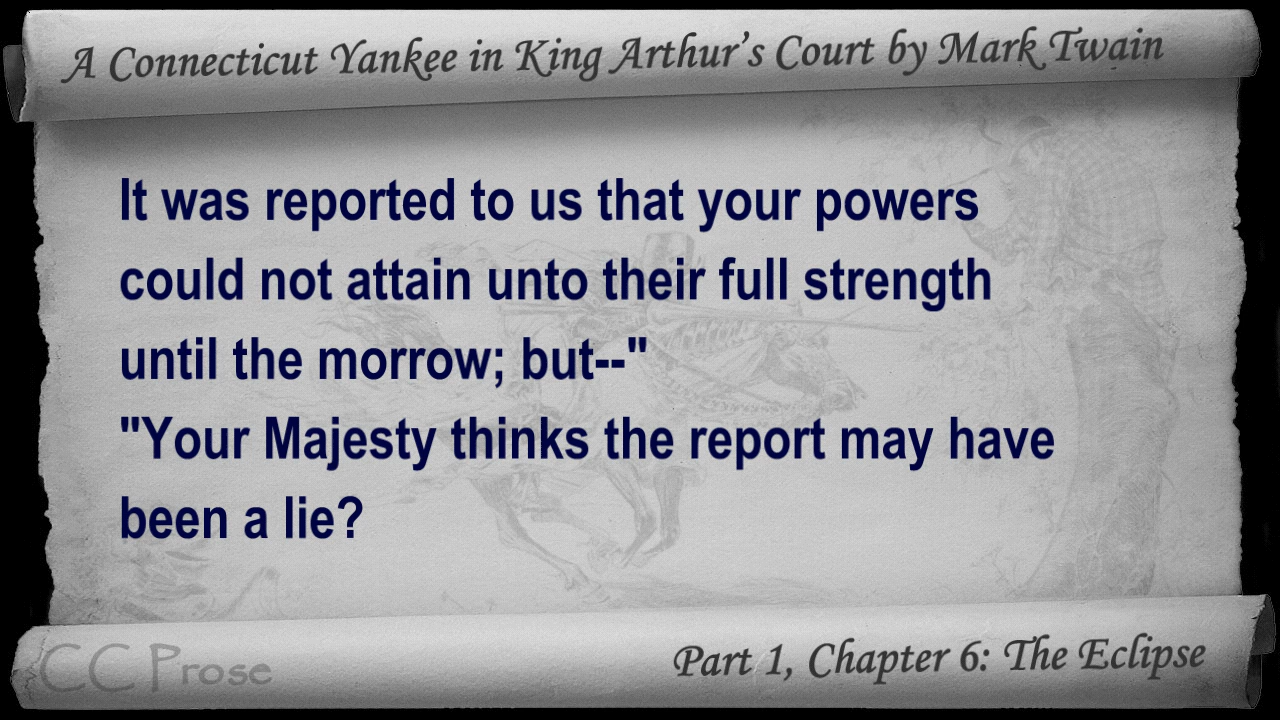 A Connecticut Yankee in King Arthur's Court by Mark Twain
It was reported to us that your powers
could not attain unto their full strength
until the morrow; but--"
"Your Majesty thinks the report may have
been a lie?
CC Prose
Part 1, Chapter 6: The Eclipse